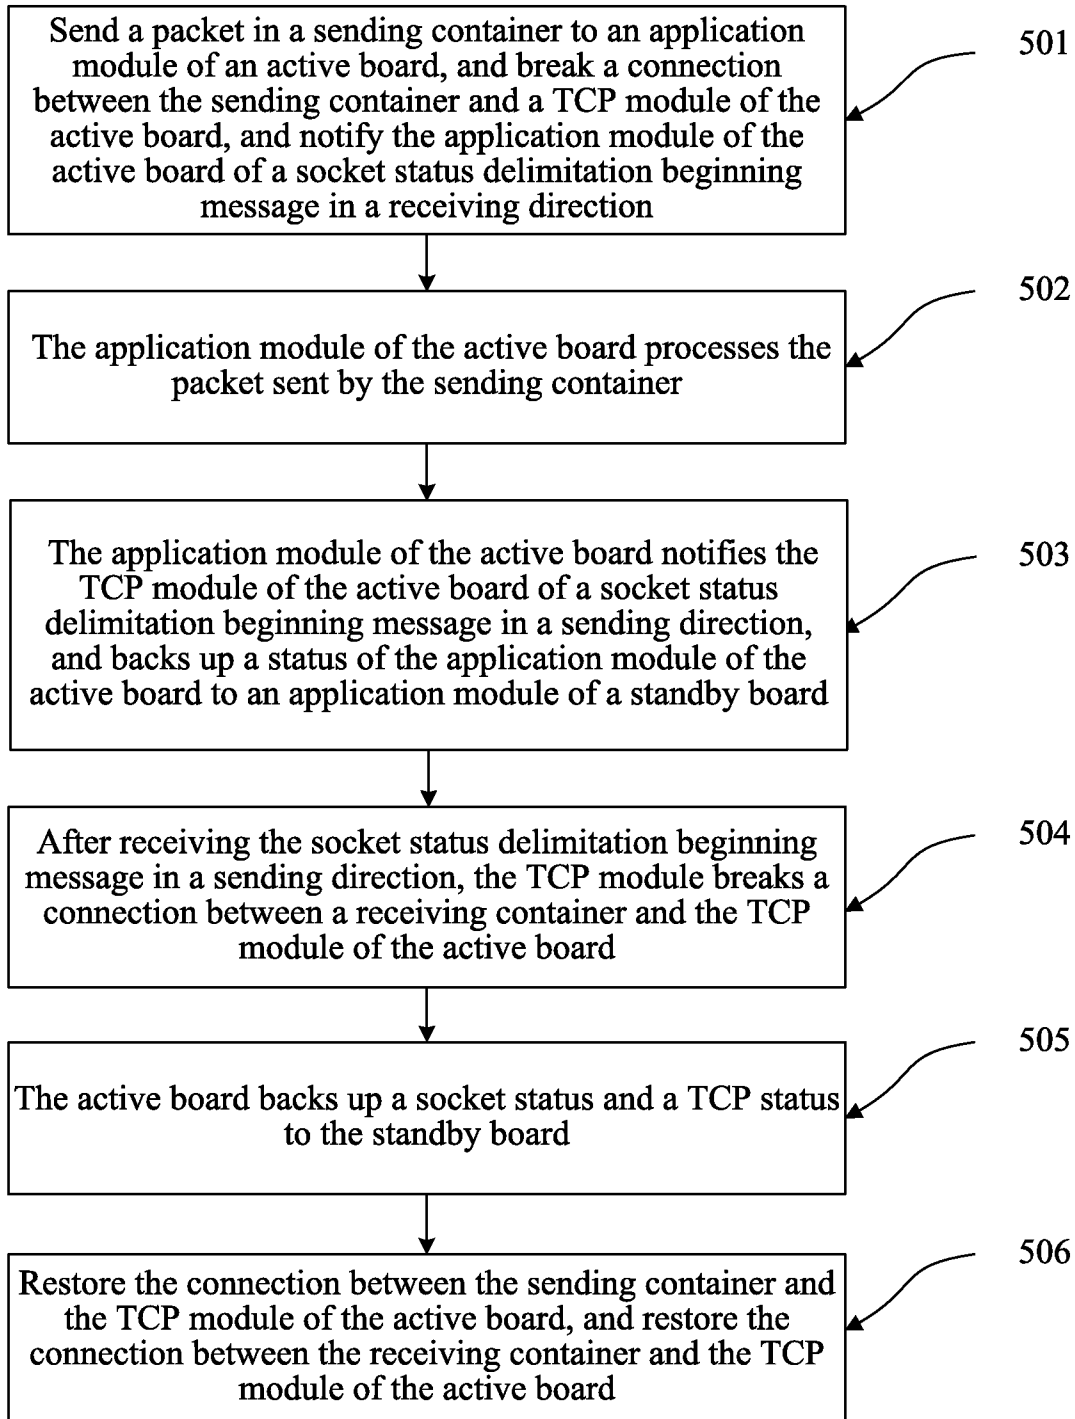 Send a packet in a sending container to an application
module of an active board, and break a connection
between the sending container and a TCP module of the
active board, and notify the application module of the
active board of a socket status delimitation beginning
message in a receiving direction
501
The application module of the active board processes the
packet sent by the sending container
502
The application module of the active board notifies the
TCP module of the active board of a socket status
delimitation beginning message in a sending direction,
and backs up a status of the application module of the
active board to an application module of a standby board
503
After receiving the socket status delimitation beginning
message in a sending direction, the TCP module breaks a
connection between a receiving container and the TCP
module of the active board
504
The active board backs up a socket status and a TCP status
to the standby board
505
Restore the connection between the sending container and
the TCP module of the active board, and restore the
connection between the receiving container and the TCP
module of the active board
506